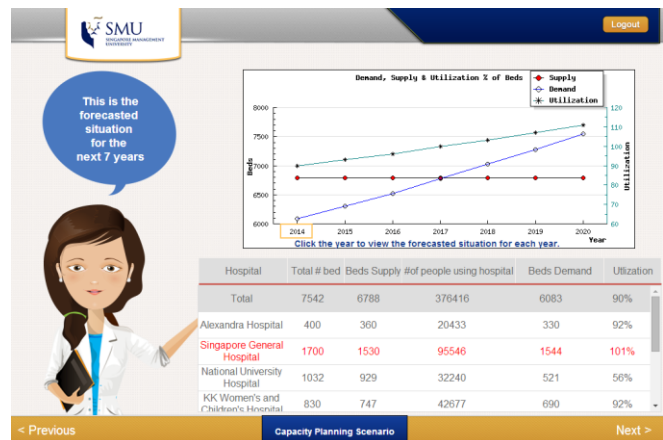 SMU
SINGAPORE MANAGEMENT
UNIVERSITY
Logout
This is the
forecasted
situation
for the
next 7 years
Demand, Supply & Utilization % of Beds
Supply
Demand
Utilization
8000
7500
7000
6500
6000
Beds
120
110
100
90
80
70
60
Utilization
2014 2015 2016 2017 2018 2019 2020
Year
Click the year to view the forecasted situation for each year.
Hospital Total # bed Beds Supply #of people using hospital Beds Demand Utlization
Total 7542 6788 376416 6083 90%
Alexandra Hospital 400 360 20433 330 92%
Singapore General
Hospital 1700 1530 95546 1544 101%
National University
Hospital 1032 929 32240 521 56%
KK Women's and
Children's Hospital 830 747 42677 690 92%
< Previous
Capacity Planning Scenario
Next >